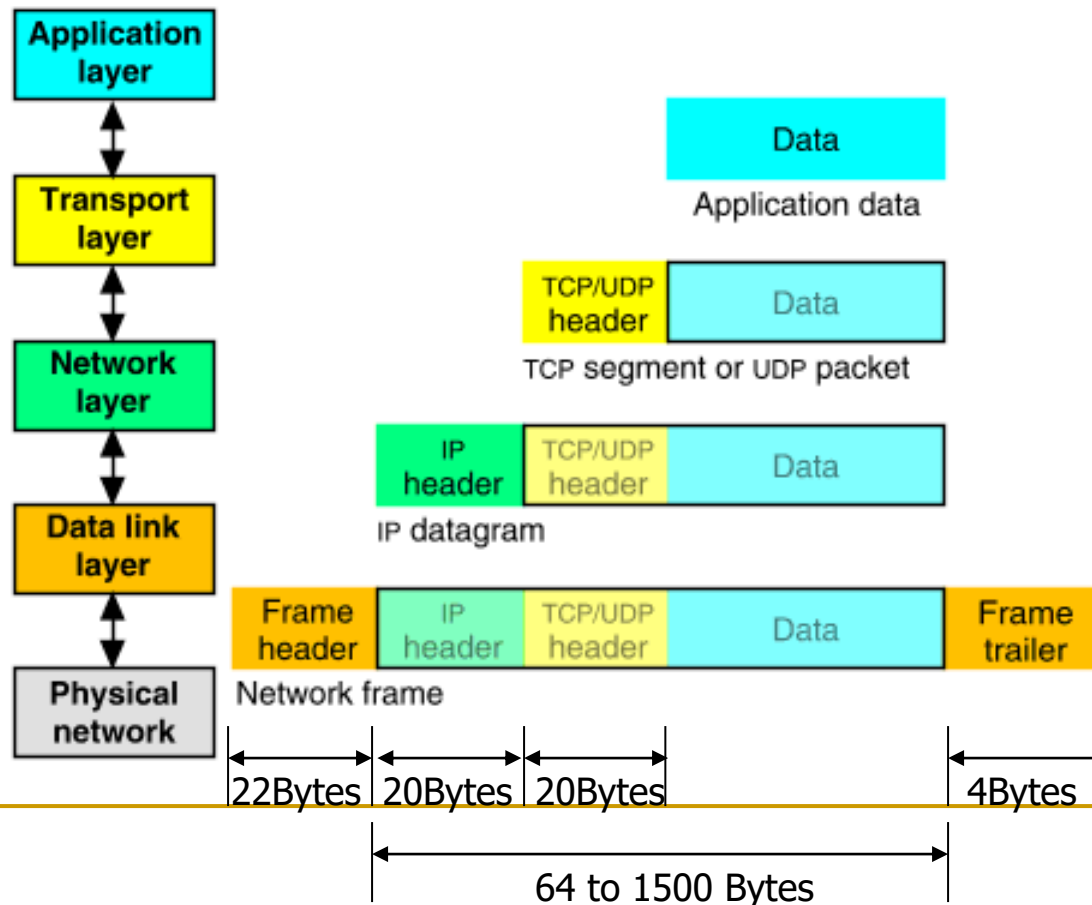 Application
layer
Data
Application data
Transport
layer
TCP/UDP
header
Data
TCP segment or UDP packet
Network
layer
IP
header
TCP/UDP
header
Data
IP datagram
Data link
layer
Frame
header
IP
header
TCP/UDP
header
Data
Frame
trailer
Network frame
Physical
network
22Bytes 20Bytes 20Bytes 4Bytes
64 to 1500 Bytes